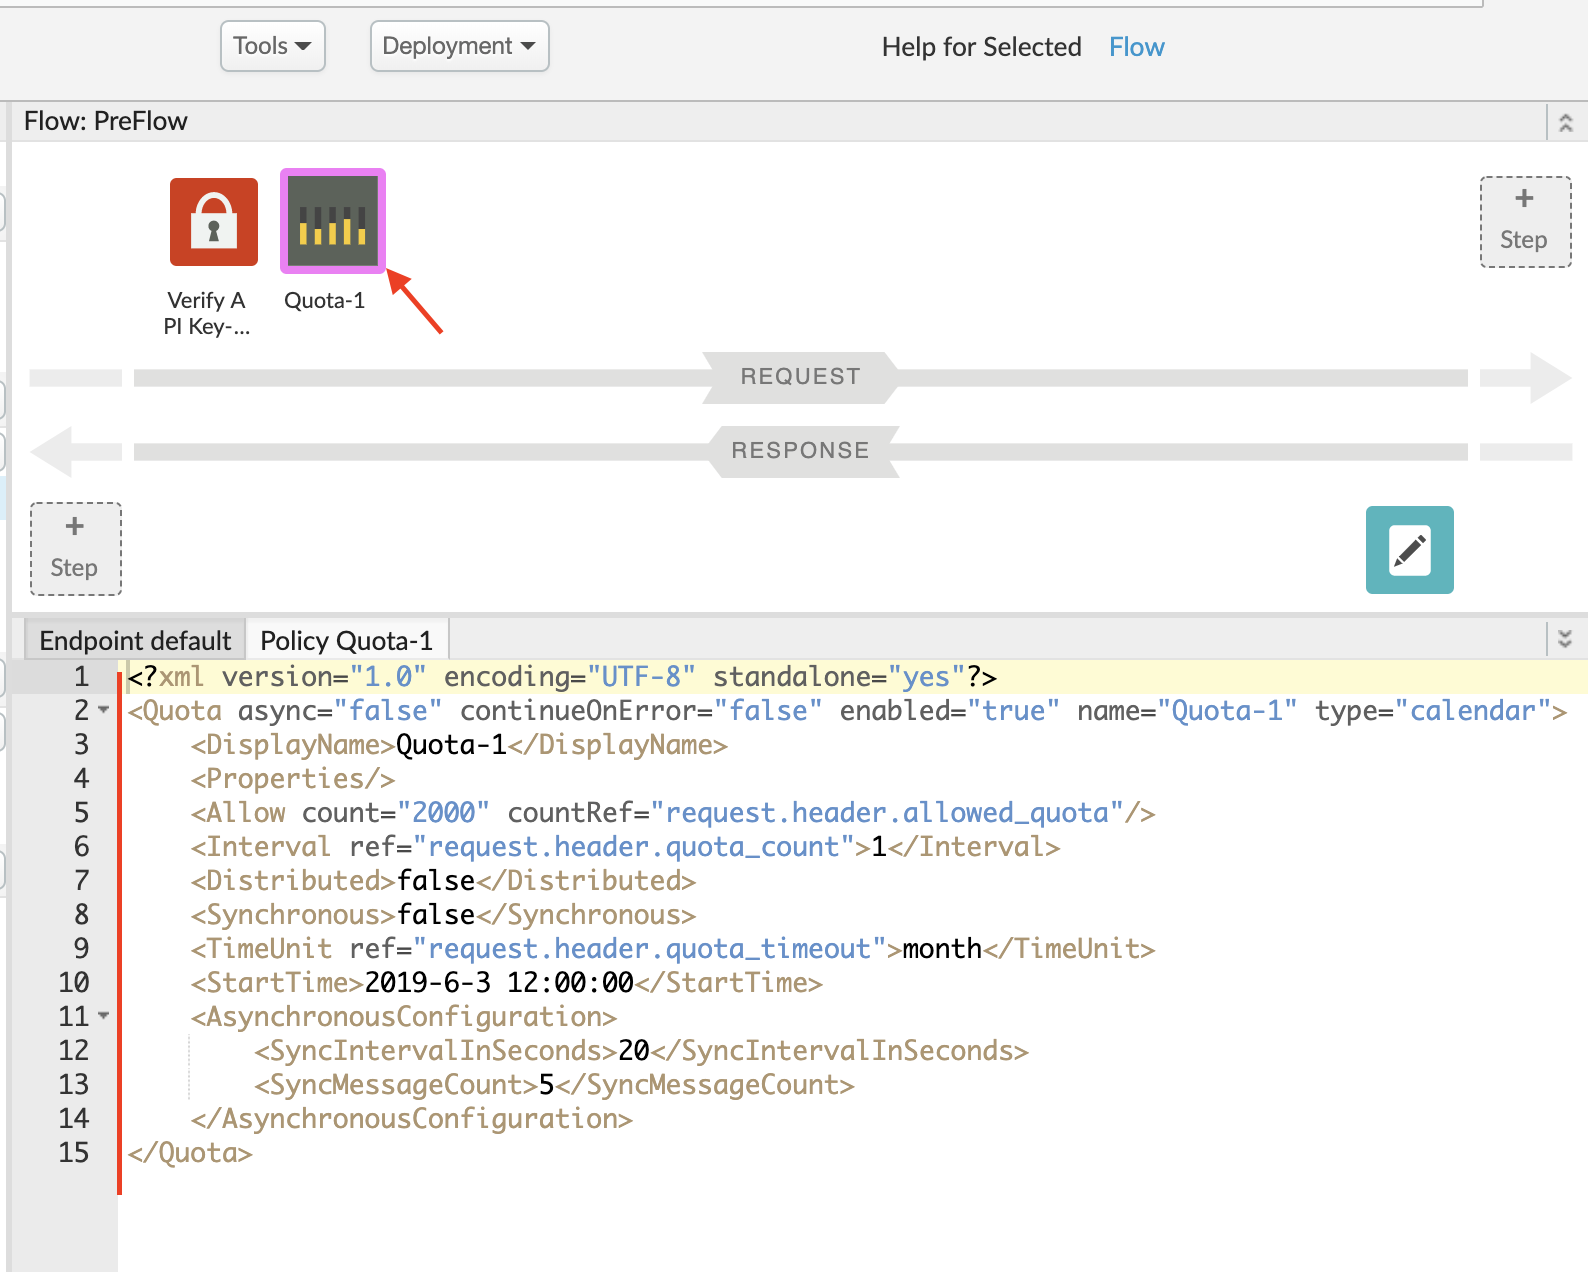 Tools
Deployment
Help for Selected Flow
Flow: PreFlow
+
Step
Verify A
PI Key-...
Quota-1
REQUEST
RESPONSE
+
Step
Endpoint default
Policy Quota-1
1 <?xml version="1.0" encoding="UTF-8" standalone="yes"?>
2 <Quota async="false" continueOnError="false" enabled="true" name="Quota-1" type="calendar">
3     <DisplayName>Quota-1</DisplayName>
4     <Properties/>
5     <Allow count="2000" countRef="request.header.allowed_quota"/>
6     <Interval ref="request.header.quota_count">1</Interval>
7     <Distributed>false</Distributed>
8     <Synchronous>false</Synchronous>
9     <TimeUnit ref="request.header.quota_timeout">month</TimeUnit>
10     <StartTime>2019-6-3 12:00:00</StartTime>
11     <AsynchronousConfiguration>
12         <SyncIntervalInSeconds>20</SyncIntervalInSeconds>
13         <SyncMessageCount>5</SyncMessageCount>
14     </AsynchronousConfiguration>
15 </Quota>